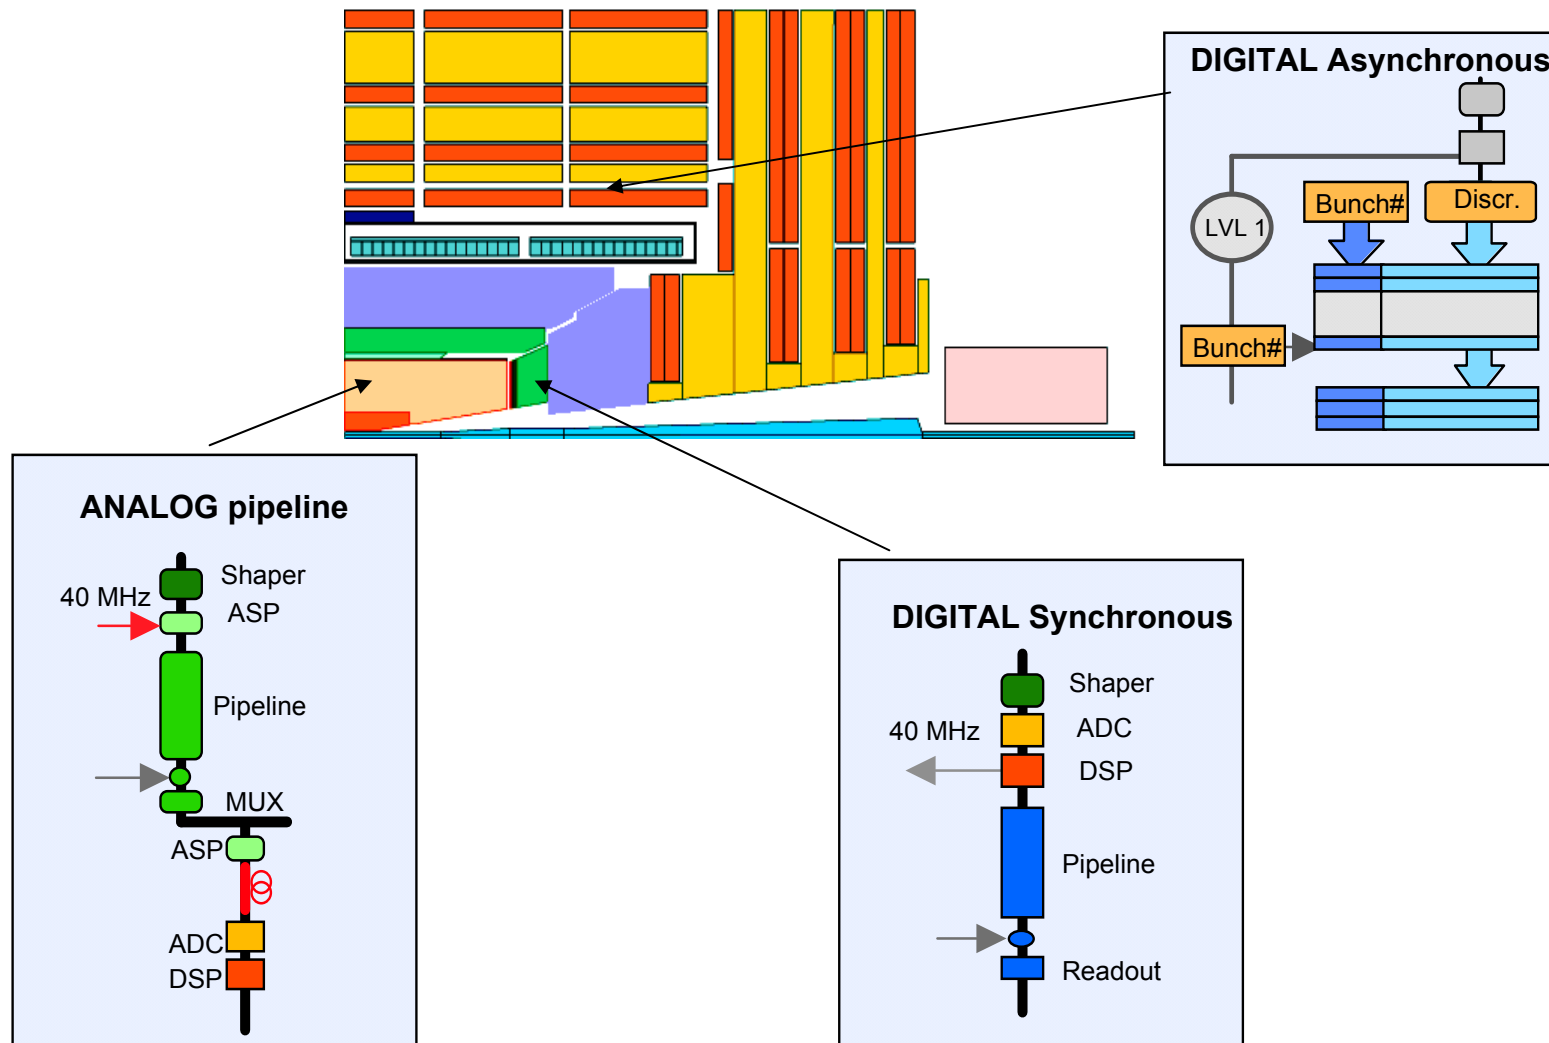 DIGITAL Asynchronous
Bunch#
Discr.
LVL 1
Bunch#
ANALOG pipeline
Shaper
40 MHz
ASP
Pipeline
MUX
ASP
ADC
DSP
DIGITAL Synchronous
Shaper
40 MHz
ADC
DSP
Pipeline
Readout